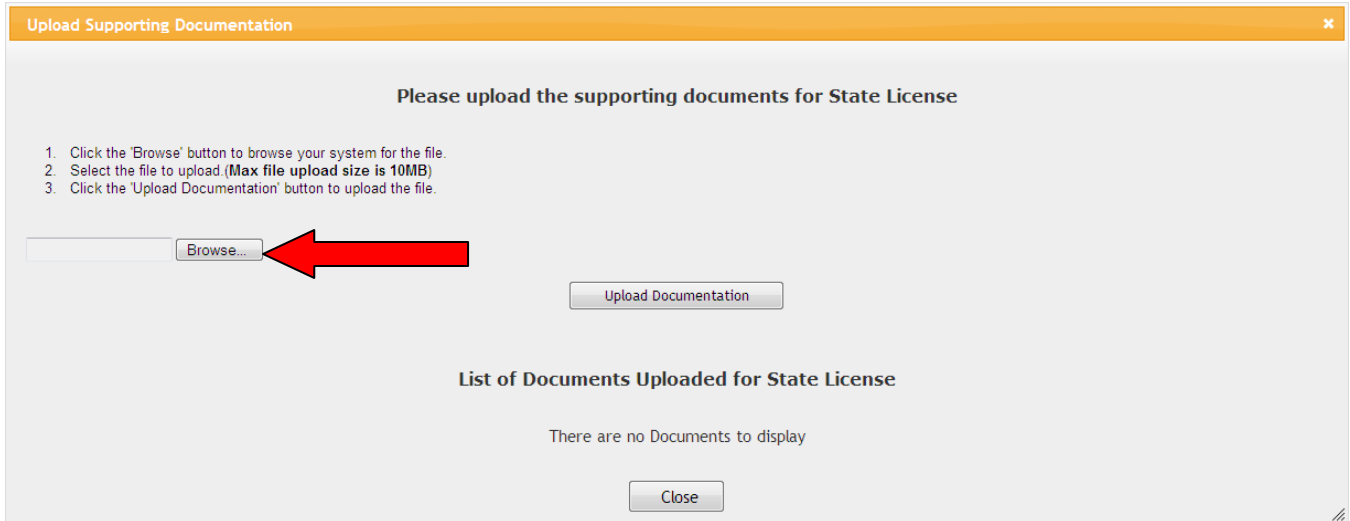 Upload Supporting Documentation
Please upload the supporting documents for State License
1. Click the 'Browse' button to browse your system for the file.
2. Select the file to upload.(Max file upload size is 10MB)
3. Click the 'Upload Documentation' button to upload the file.
Browse...
Upload Documentation
List of Documents Uploaded for State License
There are no Documents to display
Close